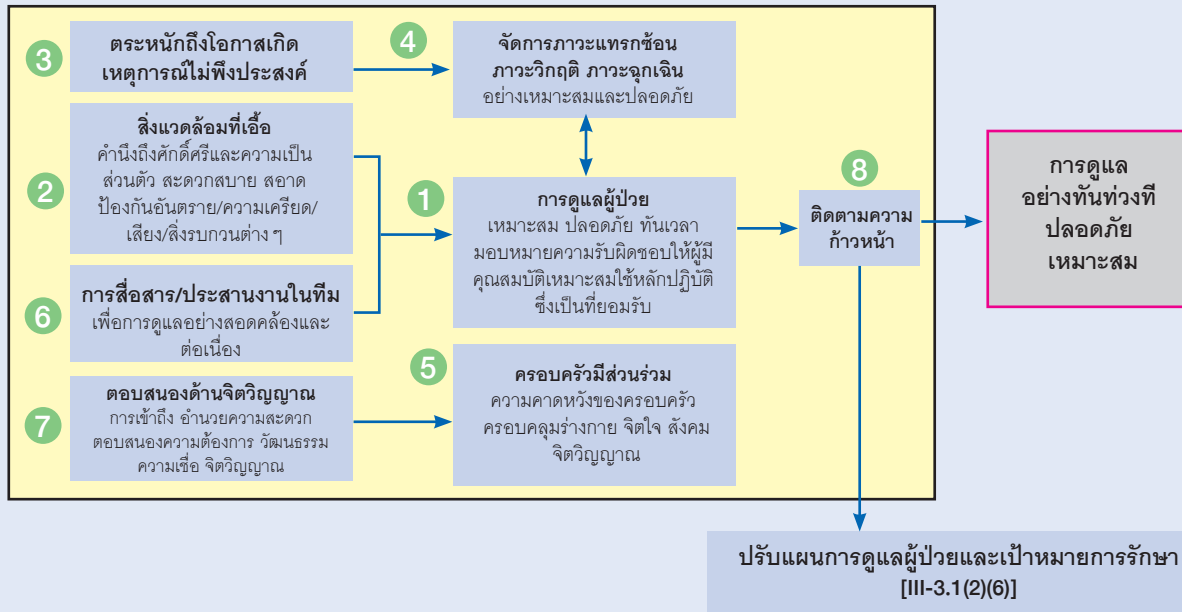 3
ตระหนักถึงโอกาสเกิด
เหตุการณ์ไม่พึงประสงค์
4
จัดการภาวะแทรกซ้อน
ภาวะวิกฤติ ภาวะฉุกเฉิน
อย่างเหมาะสมและปลอดภัย
2
สิ่งแวดล้อมที่เอื้อ
คำนึงถึงศักดิ์ศรีและความเป็น
ส่วนตัว สะดวกสบาย สอาด
ป้องกันอันตราย/ความเครียด/
เสียง/สิ่งรบกวนต่าง ๆ
1
การดูแลผู้ป่วย
เหมาะสม ปลอดภัย ทันเวลา
มอบหมายความรับผิดชอบให้ผู้มี
คุณสมบัติเหมาะสมใช้หลักปฏิบัติ
ซึ่งเป็นที่ยอมรับ
8
ติดตามความ
ก้าวหน้า
การดูแล
อย่างทันท่วงที
ปลอดภัย
เหมาะสม
6
การสื่อสาร/ประสานงานในทีม
เพื่อการดูแลอย่างสอดคล้องและ
ต่อเนื่อง
7
ตอบสนองด้านจิตวิญญาณ
การเข้าถึง อำนวยความสะดวก
ตอบสนองความต้องการ วัฒนธรรม
ความเชื่อ จิตวิญญาณ
5
ครอบครัวมีส่วนร่วม
ความคาดหวังของครอบครัว
ครอบคลุมร่างกาย จิตใจ สังคม
จิตวิญญาณ
ปรับแผนการดูแลผู้ป่วยและเป้าหมายการรักษา
[III-3.1(2)(6)]